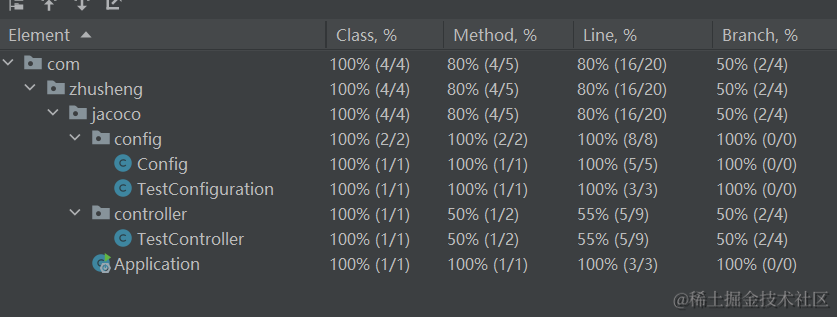 Element Class, % Method, % Line, % Branch, %
com 100% (4/4) 80% (4/5) 80% (16/20) 50% (2/4)
zhusheng 100% (4/4) 80% (4/5) 80% (16/20) 50% (2/4)
jacoco 100% (4/4) 80% (4/5) 80% (16/20) 50% (2/4)
config 100% (2/2) 100% (2/2) 100% (8/8) 100% (0/0)
Config 100% (1/1) 100% (1/1) 100% (5/5) 100% (0/0)
TestConfiguration 100% (1/1) 100% (1/1) 100% (3/3) 100% (0/0)
controller 100% (1/1) 50% (1/2) 55% (5/9) 50% (2/4)
TestController 100% (1/1) 50% (1/2) 55% (5/9) 50% (2/4)
Application 100% (1/1) 100% (1/1) 100% (3/3) 100% (0/0)
@稀土掘金技术社区